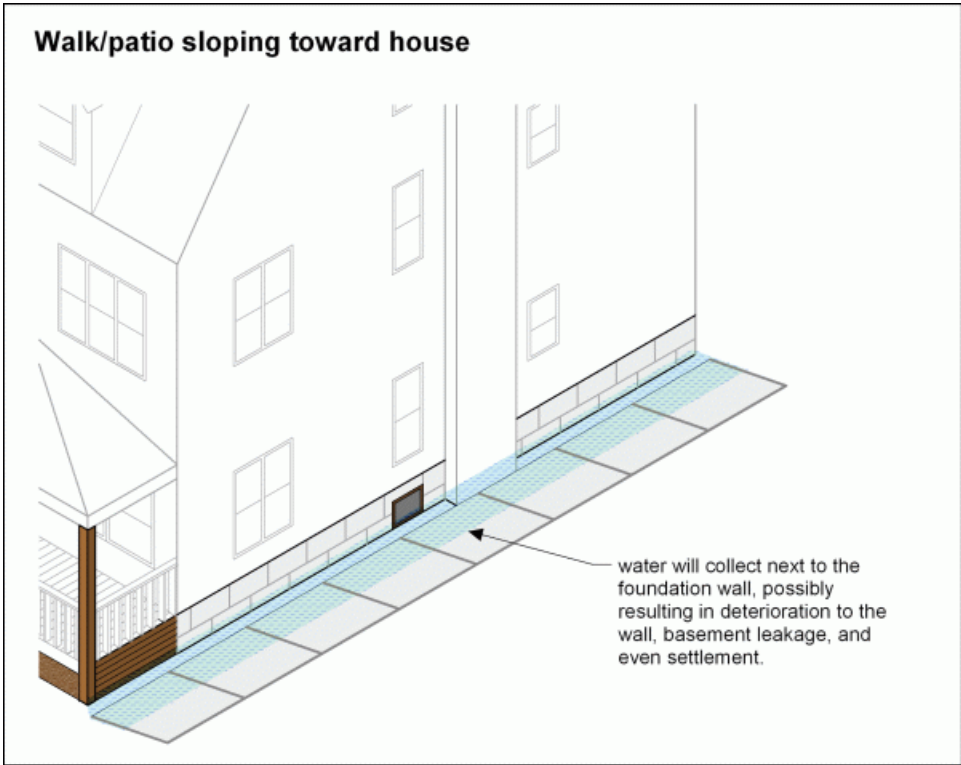 Walk/patio sloping toward house
water will collect next to the
foundation wall, possibly
resulting in deterioration to the
wall, basement leakage, and
even settlement.